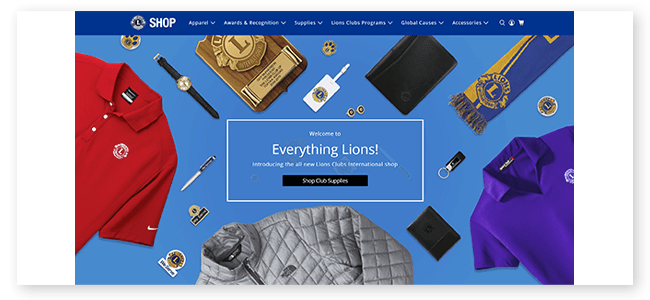 SHOP Apparel Awards & Recognition Supplies Lions Clubs Programs Global Causes Accessories
Welcome to
Everything Lions!
Introducing the all new Lions Clubs International shop
Shop Club Supplies